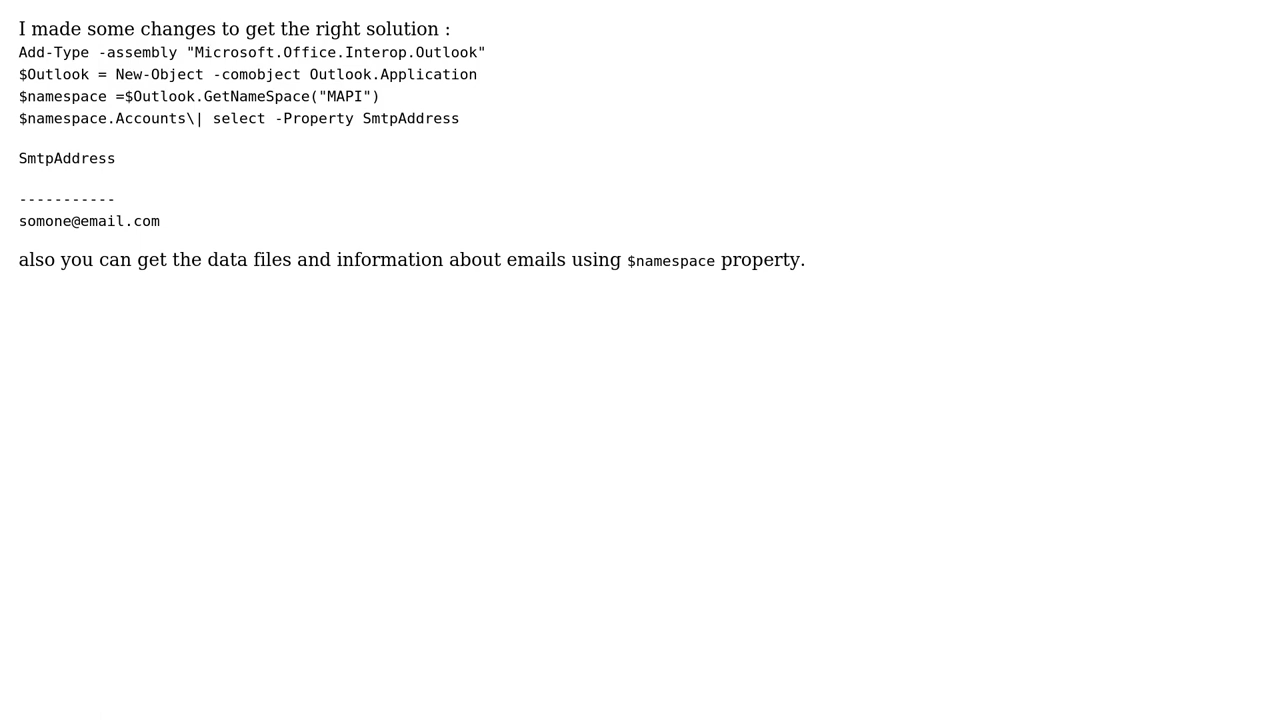 I made some changes to get the right solution :
Add-Type -assembly "Microsoft.Office.Interop.Outlook"
$Outlook = New-Object -comobject Outlook.Application
$namespace =$Outlook.GetNameSpace("MAPI")
$namespace.Accounts\| select -Property SmtpAddress
SmtpAddress
-----------
somone@email.com
also you can get the data files and information about emails using $namespace property.